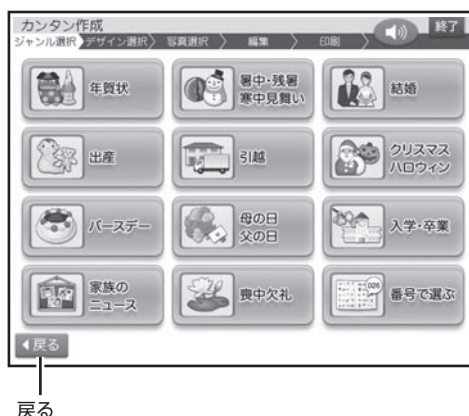 カンタン作成
終了
ジャンル選択 デザイン選択 写真選択 編集 印刷
年賀状
暑中・残暑
寒中見舞い
結婚
出産
引越
クリスマス
ハロウィン
バースデー
母の日
父の日
入学・卒業
家族の
ニュース
喪中欠礼
026
番号で選ぶ
戻る
戻る